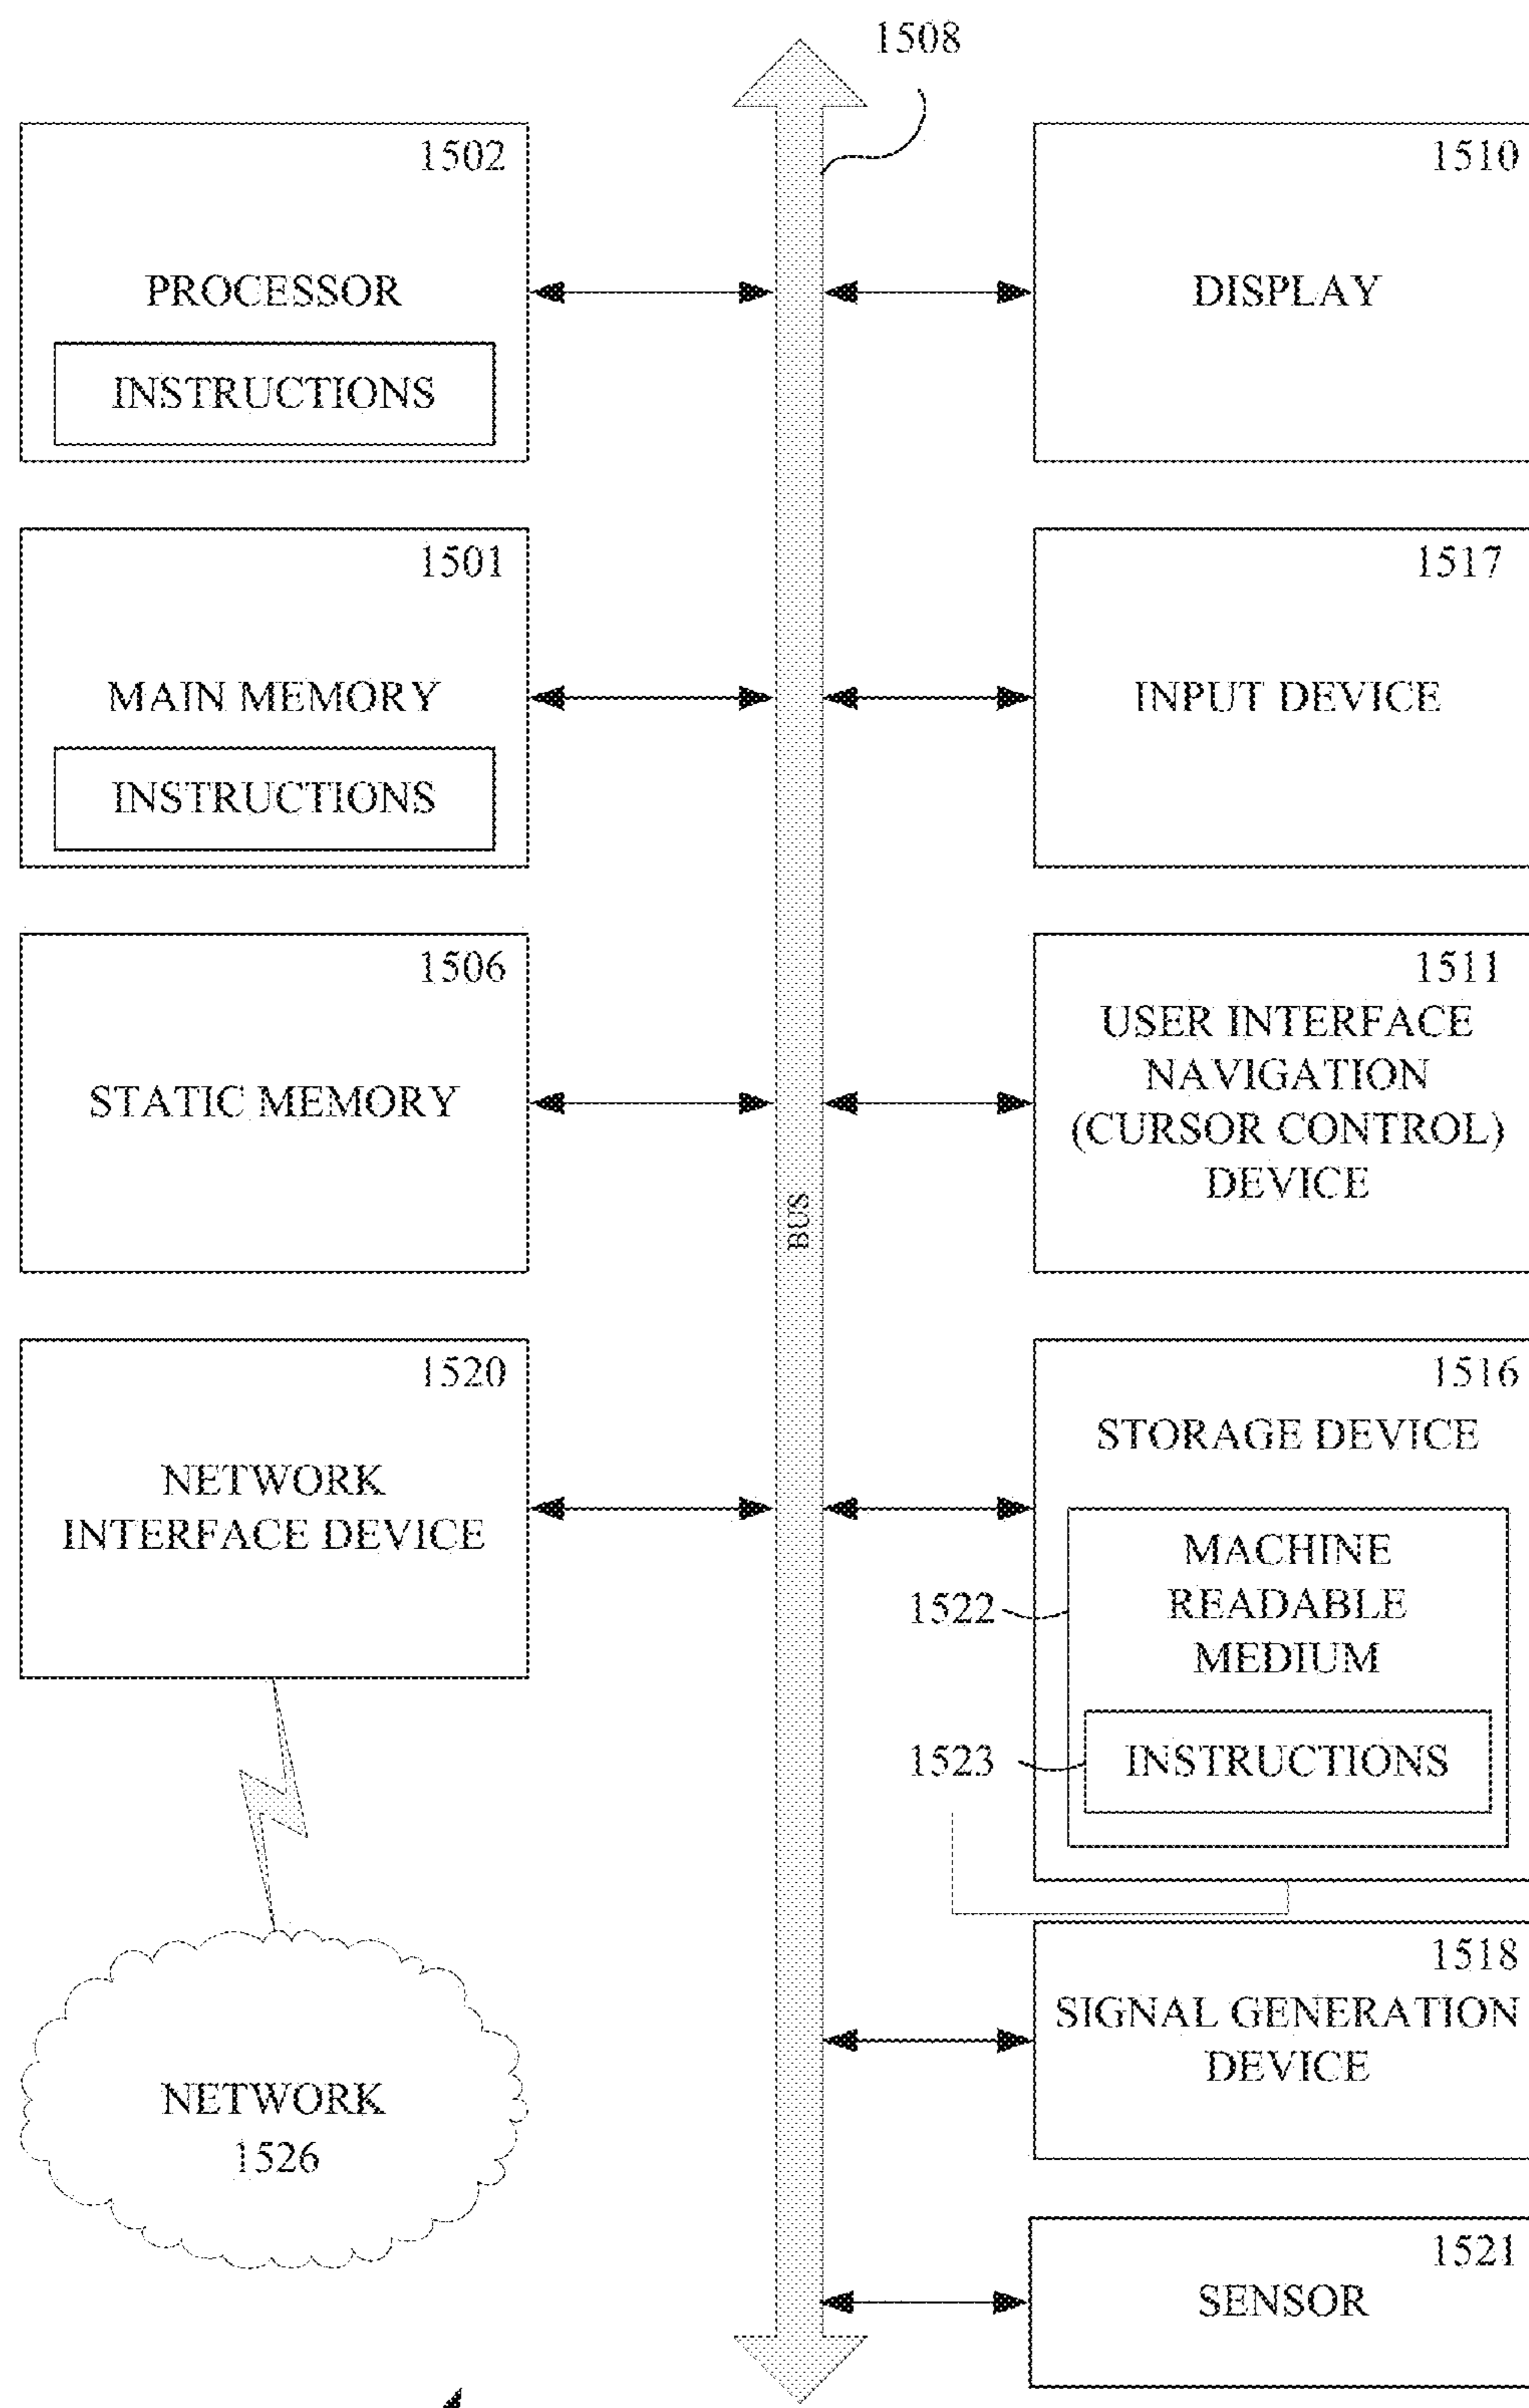 1508
1502
PROCESSOR
INSTRUCTIONS
1510
DISPLAY
1501
MAIN MEMORY
INSTRUCTIONS
1517
INPUT DEVICE
1506
STATIC MEMORY
1511
USER INTERFACE
NAVIGATION
(CURSOR CONTROL)
DEVICE
BUS
1520
NETWORK
INTERFACE DEVICE
1516
STORAGE DEVICE
MACHINE
READABLE
MEDIUM
1522
1523
INSTRUCTIONS
NETWORK
1526
1518
SIGNAL GENERATION
DEVICE
1521
SENSOR